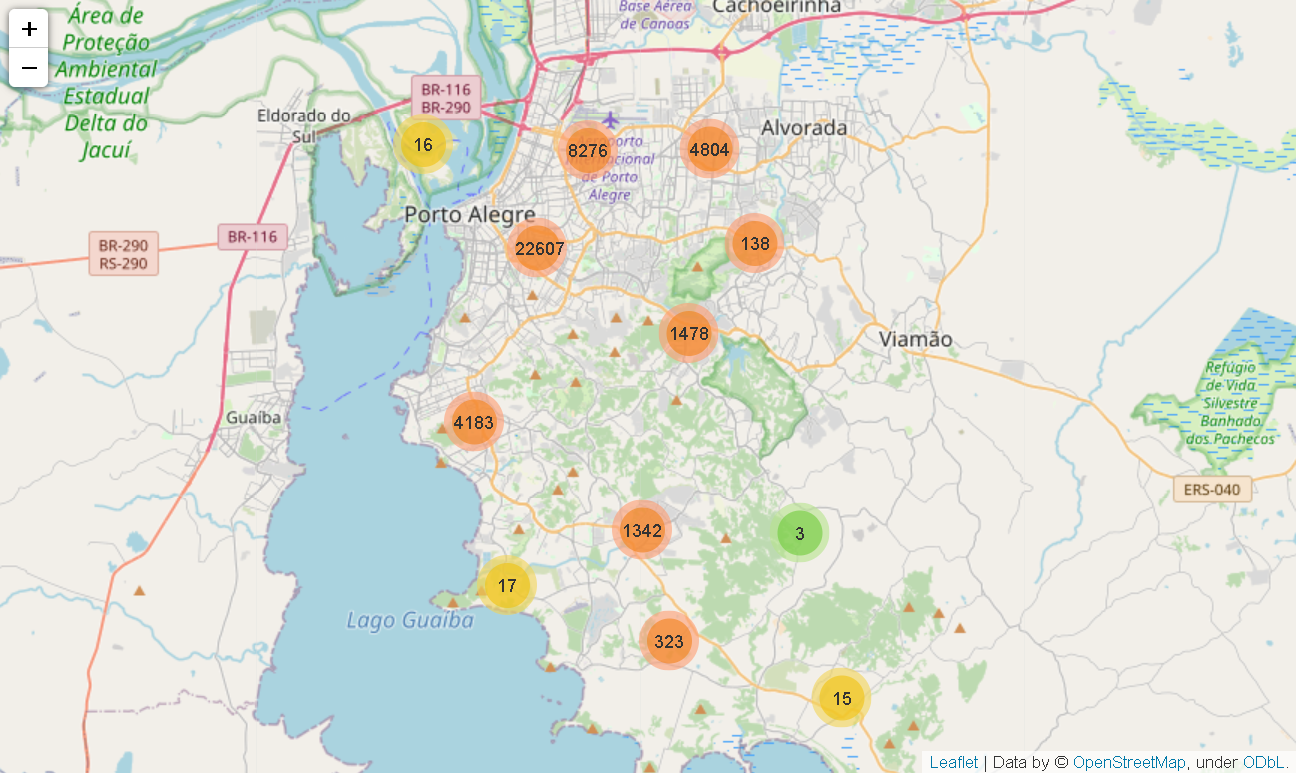 +
−
Área de
Proteção
Ambiental
Estadual
Delta do
Jacuí
Base Aérea
de Canoas
Cachoeirinha
BR-116
BR-290
Eldorado do
Sul
16
8276
4804
Alvorada
Internacional
de Porto
Alegre
Porto Alegre
BR-290
RS-290
BR-116
22607
138
1478
Viamão
Refúgio
de Vida
Silvestre
Banhado
dos Pachecos
Guaíba
4183
ERS-040
1342
3
17
Lago Guaíba
323
15
Leaflet | Data by © OpenStreetMap, under ODbL.